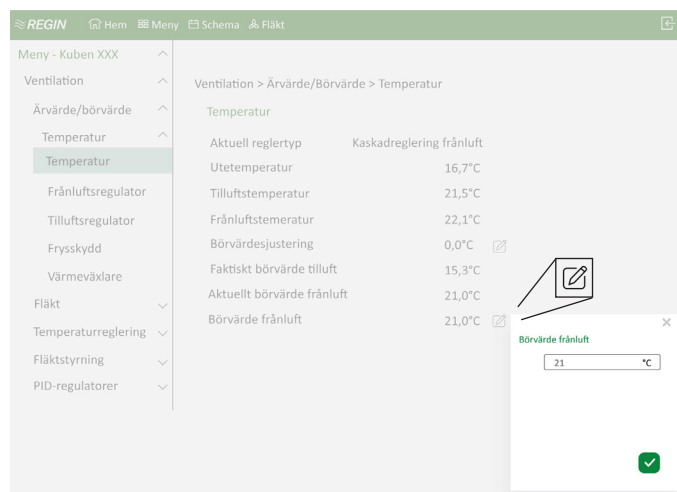 REGIN Hem Meny Schema Fläkt
Meny - Kuben XXX
Ventilation
Ärvärde/börvärde
Temperatur
Temperatur
Frånluftsregulator
Tilluftsregulator
Frysskydd
Värmeväxlare
Fläkt
Temperaturreglering
Fläktstyrning
PID-regulatorer
Ventilation > Ärvärde/Börvärde > Temperatur
Temperatur
Aktuell reglertyp Kaskadreglering frånluft
Utetemperatur 16,7°C
Tilluftstemperatur 21,5°C
Frånluftstemeratur 22,1°C
Börvärdesjustering 0,0°C
Faktiskt börvärde tilluft 15,3°C
Aktuellt börvärde frånluft 21,0°C
Börvärde frånluft 21,0°C
Börvärde frånluft
21 °C